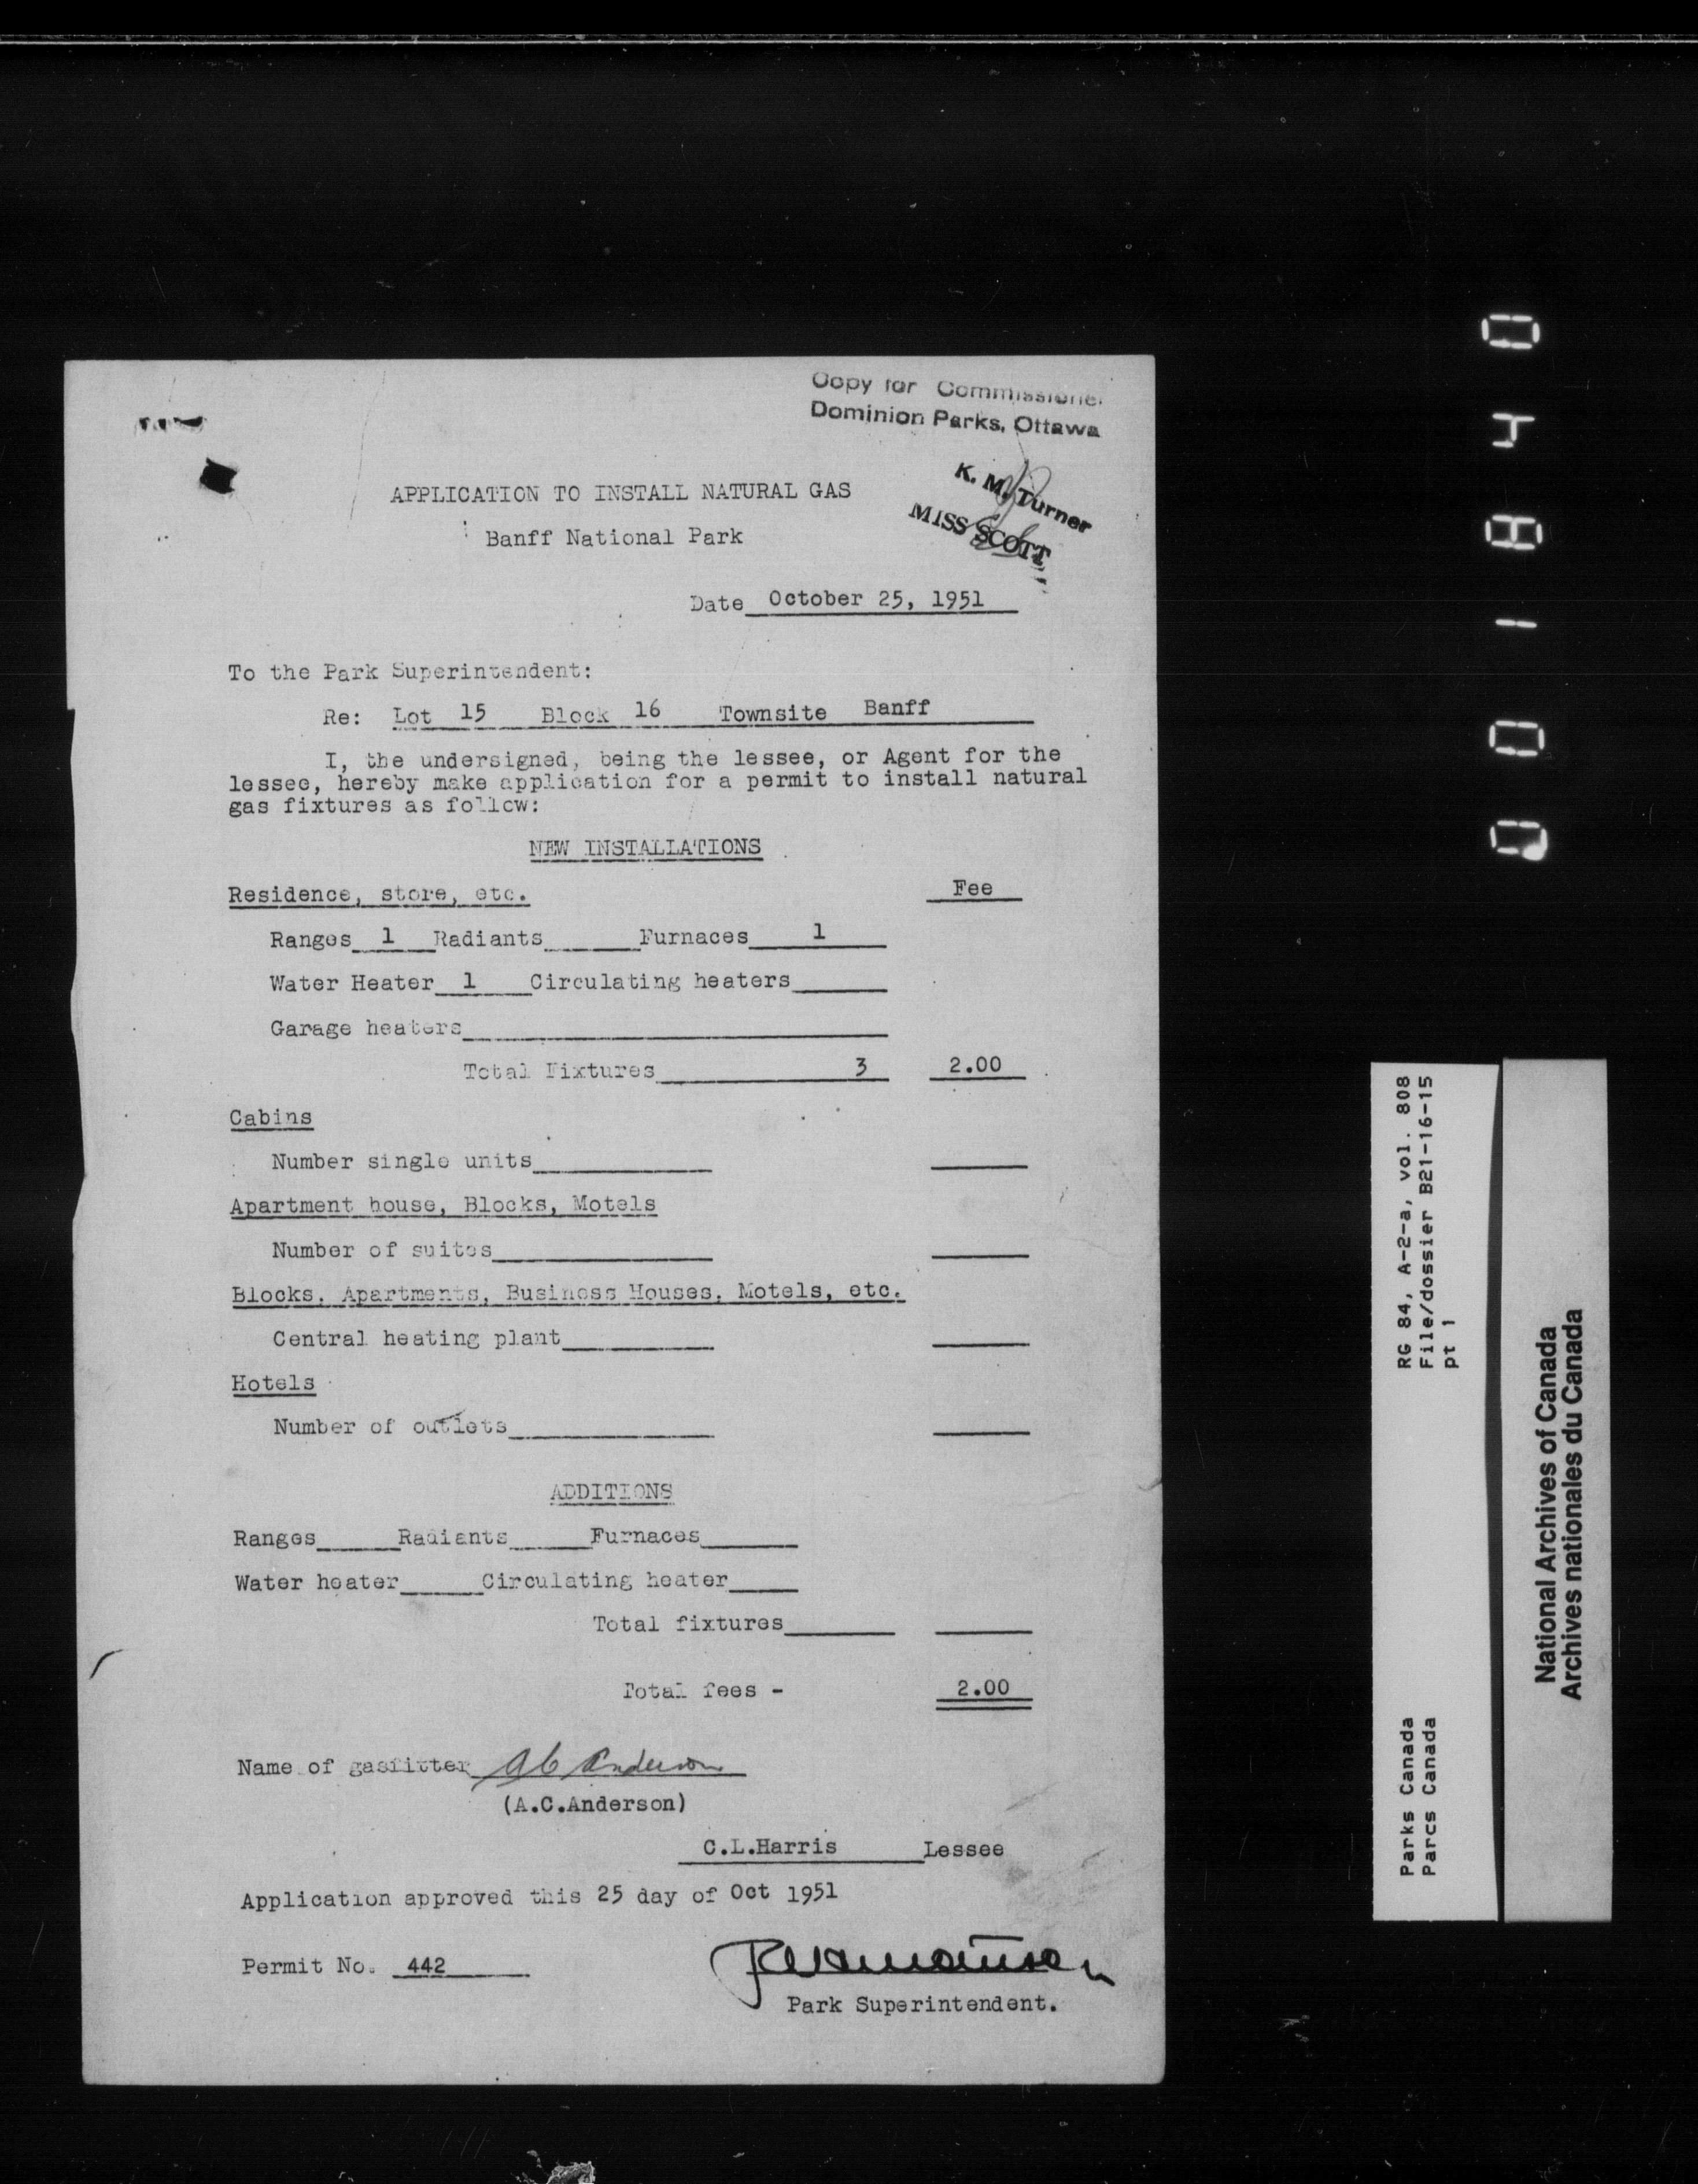 Copy for Commissioner
Dominion Parks, Ottawa
K. M. Turner
MISS SCOTT
APPLICATION TO INSTALL NATURAL GAS
Banff National Park
Date October 25, 1951
To the Park Superintendent:
Re: Lot 15 Block 16 Townsite Banff
I, the undersigned, being the lessee, or Agent for the
lessee, hereby make application for a permit to install natural
gas fixtures as follow:
NEW INSTALLATIONS
Residence, store, etc. Fee
Ranges 1 Radiants Furnaces 1
Water Heater 1 Circulating heaters
Garage heaters
Total Fixtures 3 2.00
Cabins
Number single units
Apartment house, Blocks, Motels
Number of suites
Blocks, Apartments, Business Houses, Motels, etc.
Central heating plant
Hotels
Number of outlets
ADDITIONS
Ranges Radiants Furnaces
Water heater Circulating heater
Total fixtures
Total fees - 2.00
Name of gasfitter AC Anderson
(A.C.Anderson)
C.L.Harris Lessee
Application approved this 25 day of Oct 1951
Permit No. 442
Park Superintendent.
RG 84, A-2-a, vol. 808
File/dossier B21-16-15
pt 1
Parks Canada
Parcs Canada
National Archives of Canada
Archives nationales du Canada